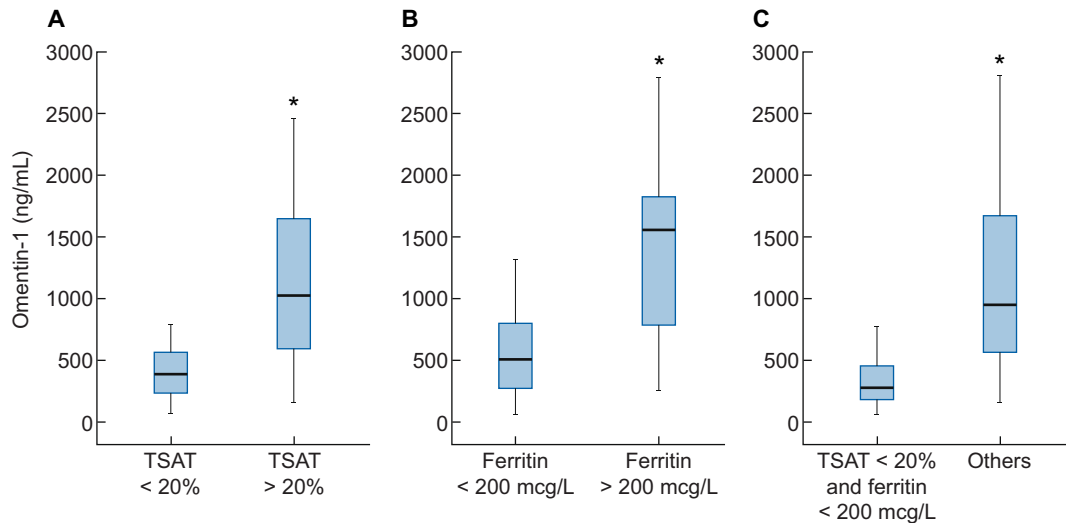 A
B
C
Omentin-1 (ng/mL)
3000
2500
2000
1500
1000
500
0
*
TSAT
< 20%
TSAT
> 20%
3000
2500
2000
1500
1000
500
0
*
Ferritin
< 200 mcg/L
Ferritin
> 200 mcg/L
3000
2500
2000
1500
1000
500
0
*
TSAT < 20%
and ferritin
< 200 mcg/L
Others